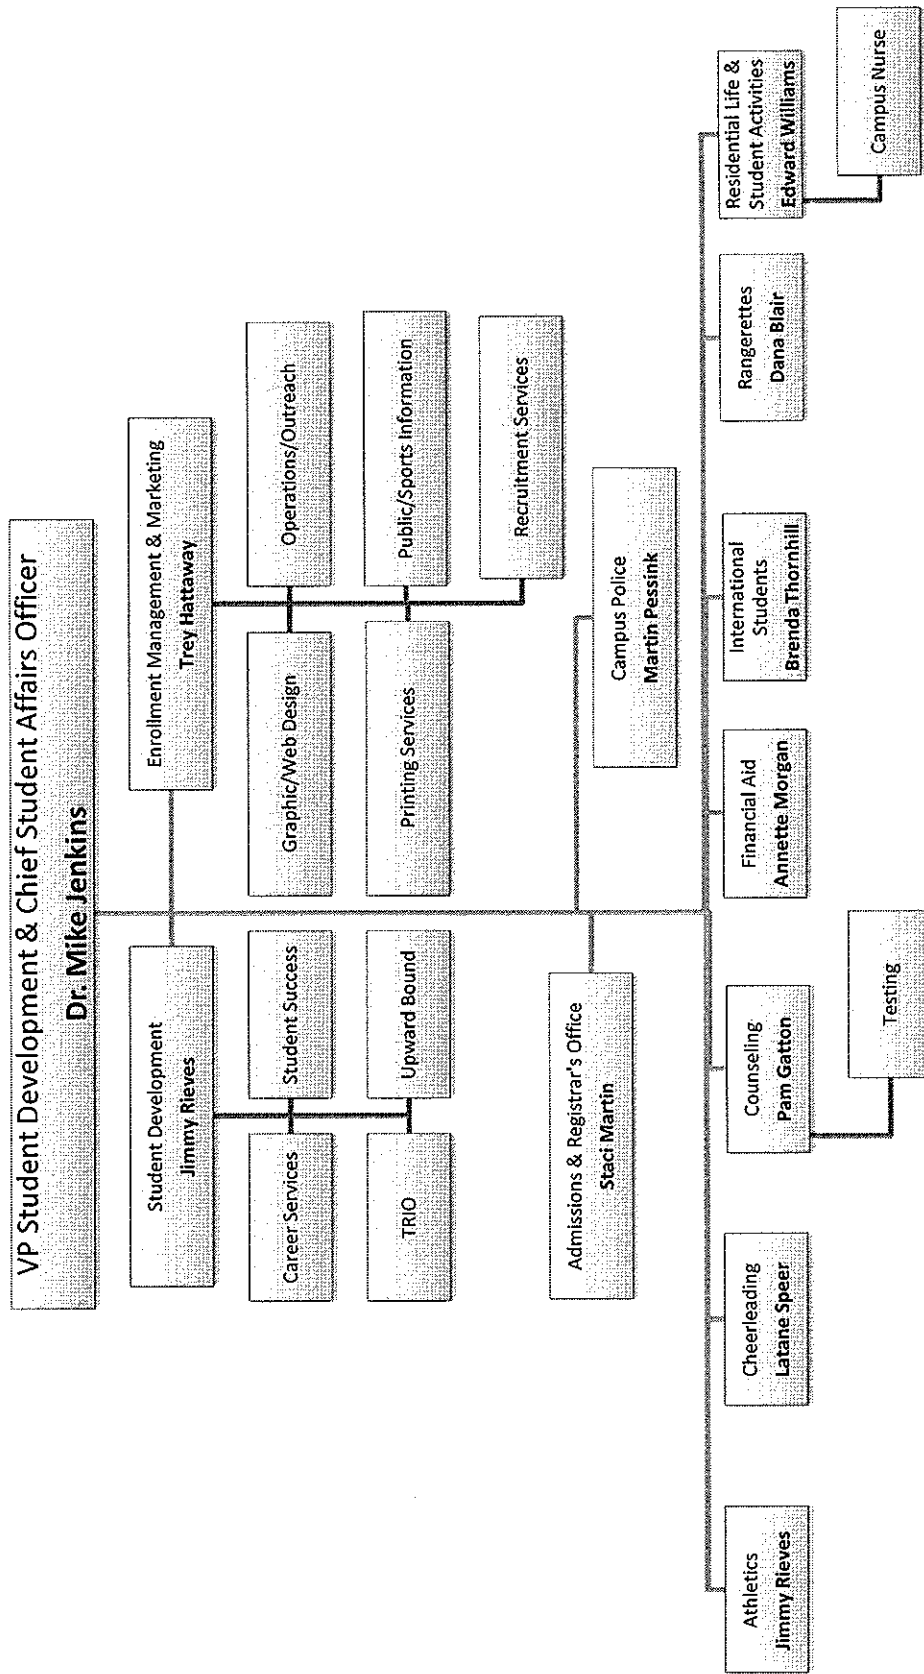 VP Student Development & Chief Student Affairs Officer
Dr. Mike Jenkins
Student Development
Jimmy Rieves
Enrollment Management & Marketing
Trey Hattaway
Career Services
Student Success
Graphic/Web Design
Operations/Outreach
TRIO
Upward Bound
Printing Services
Public/Sports Information
Recruitment Services
Admissions & Registrar's Office
Staci Martin
Campus Police
Martin Pessink
Athletics
Jimmy Rieves
Cheerleading
Latane Speer
Counseling
Pam Gatton
Financial Aid
Annette Morgan
International
Students
Brenda Thornhill
Rangerettes
Dana Blair
Residential Life &
Student Activities
Edward Williams
Testing
Campus Nurse